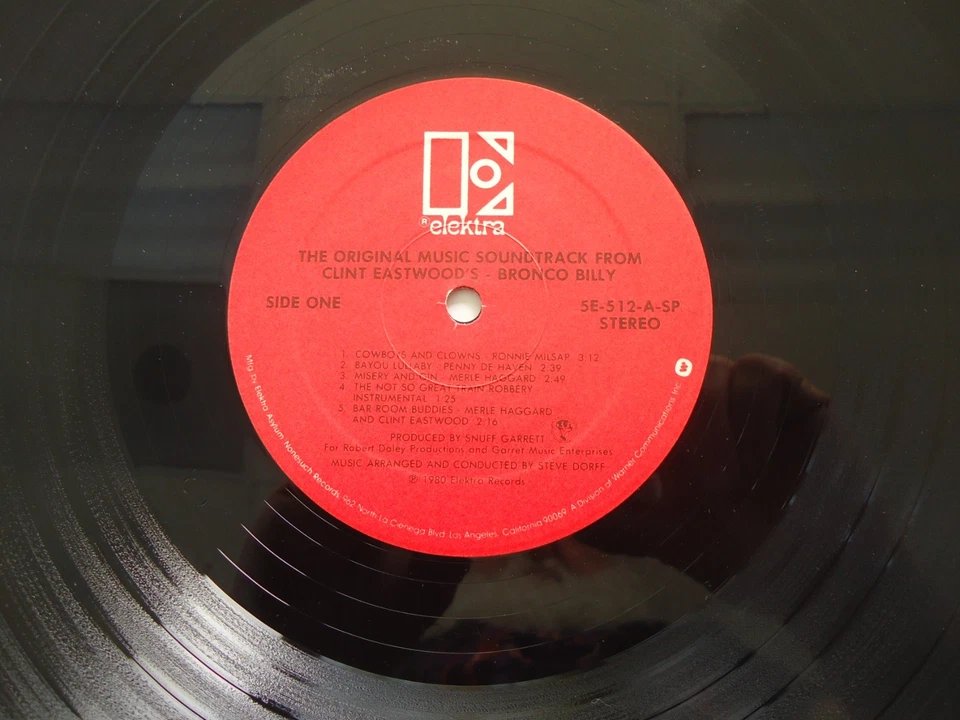 ® elektra
THE ORIGINAL MUSIC SOUNDTRACK FROM
CLINT EASTWOOD'S - BRONCO BILLY
SIDE ONE
5E-512-A-SP
STEREO
1. COWBOYS AND CLOWNS - RONNIE MILSAP 3:12
2. BAYOU LULLABY - PENNY DE HAVEN 2:39
3. MISERY AND GIN - MERLE HAGGARD 2:49
4. THE NOT SO GREAT TRAIN ROBBERY
INSTRUMENTAL 1:25
5. BAR ROOM BUDDIES - MERLE HAGGARD
AND CLINT EASTWOOD 2:16
PRODUCED BY SNUFF GARRETT
For Robert Daley Productions and Garret Music Enterprises
MUSIC ARRANGED AND CONDUCTED BY STEVE DORFF
℗ 1980 Elektra Records
Mfg. by Elektra/Asylum/Nonesuch Records, 962 North La Cienega Blvd. Los Angeles, California 90069. A Division of Warner Communications Inc.